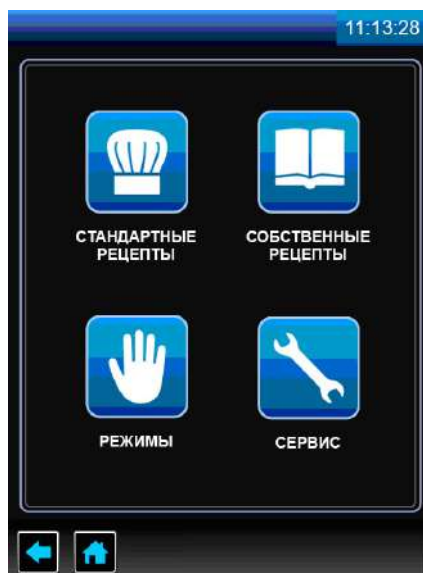 11:13:28
СТАНДАРТНЫЕ
РЕЦЕПТЫ
СОБСТВЕННЫЕ
РЕЦЕПТЫ
РЕЖИМЫ
СЕРВИС